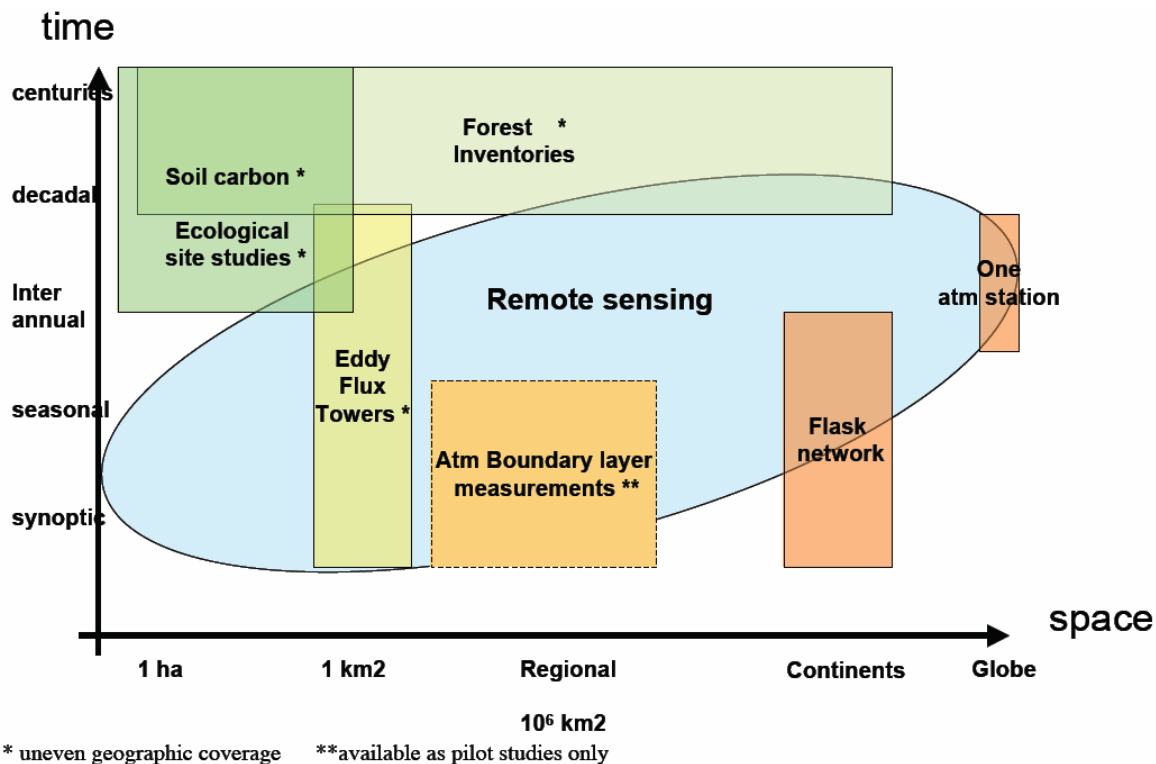 time
centuries
Forest *
Inventories
Soil carbon *
decadal
Ecological
site studies *
One
atm station
Inter
annual
Remote sensing
Eddy
Flux
Towers *
seasonal
Flask
network
Atm Boundary layer
measurements **
synoptic
space
1 ha
1 km2
Regional
Continents
Globe
10⁶ km2
* uneven geographic coverage **available as pilot studies only